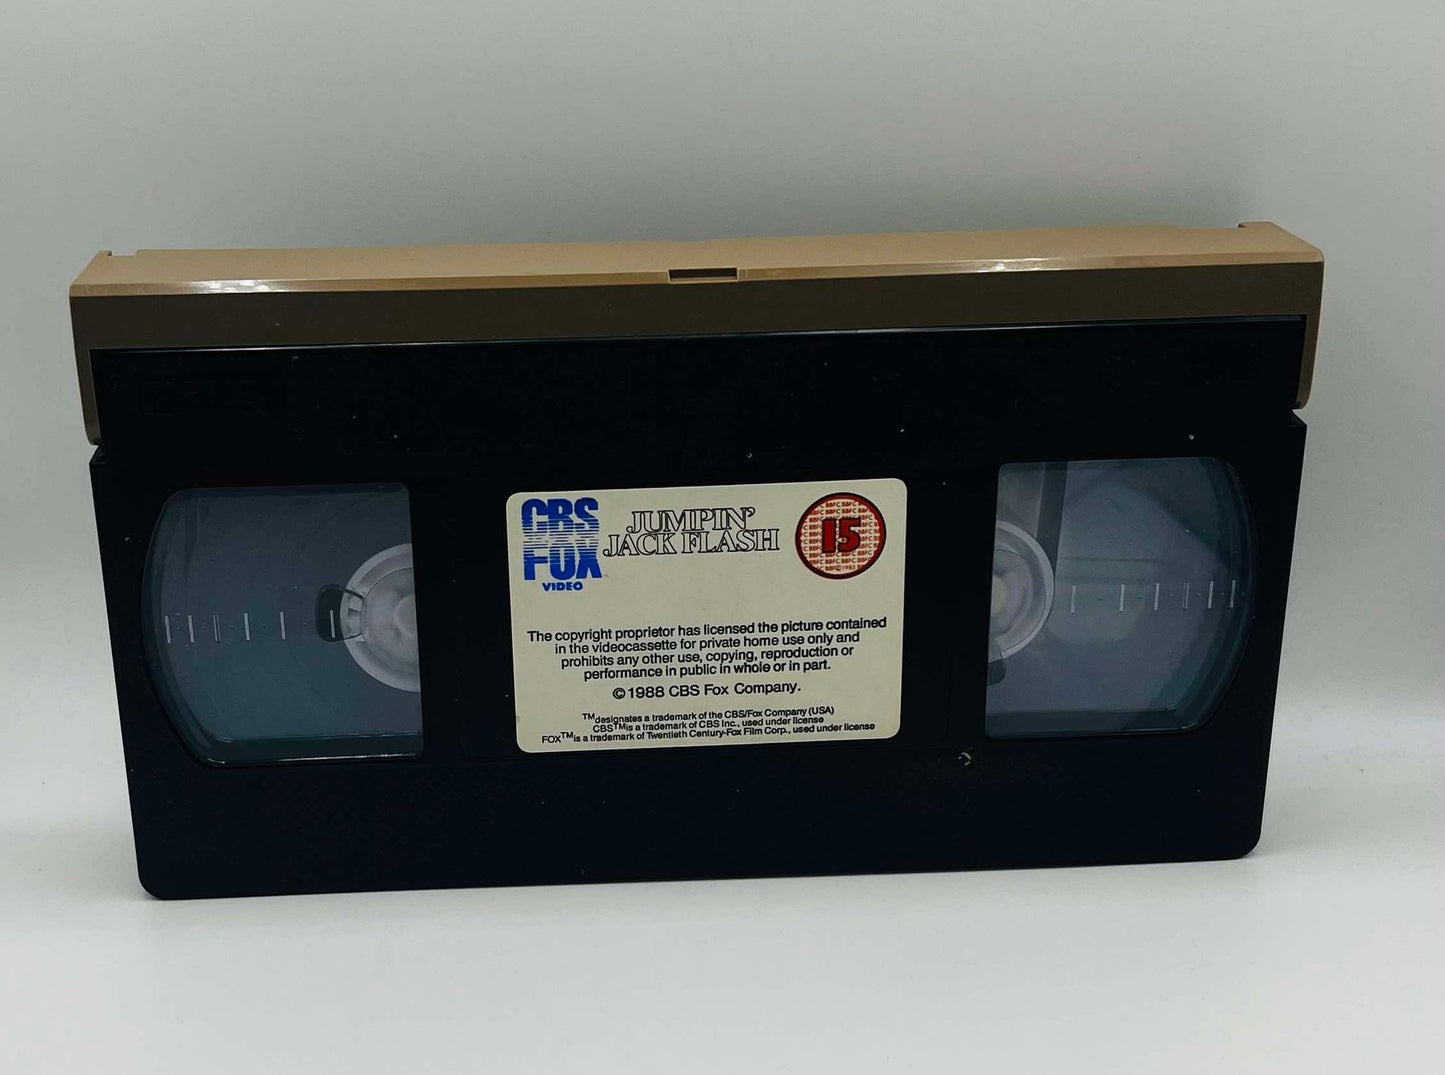 CBS
FOX
VIDEO
JUMPIN'
JACK FLASH
15
The copyright proprietor has licensed the picture contained
in the videocassette for private home use only and
prohibits any other use, copying, reproduction or
performance in public in whole or in part.
©1988 CBS Fox Company.
TM designates a trademark of the CBS/Fox Company (USA)
CBS TM is a trademark of CBS Inc., used under license
FOX TM is a trademark of Twentieth Century-Fox Film Corp., used under license